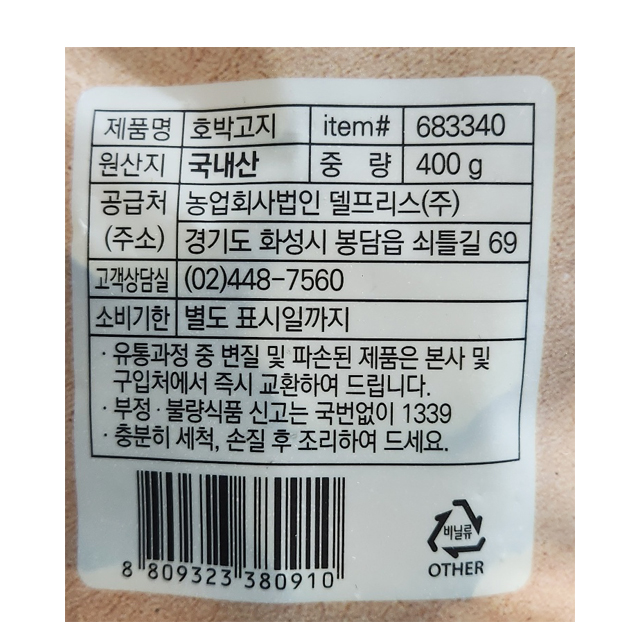 제품명 호박고지 item# 683340
원산지 국내산 중 량 400 g
공급처 농업회사법인 델프리스(주)
(주소) 경기도 화성시 봉담읍 쇠틀길 69
고객상담실 (02)448-7560
소비기한 별도 표시일까지
· 유통과정 중 변질 및 파손된 제품은 본사 및
구입처에서 즉시 교환하여 드립니다.
· 부정 · 불량식품 신고는 국번없이 1339
· 충분히 세척, 손질 후 조리하여 드세요.
8 809323 380910
비닐류
OTHER